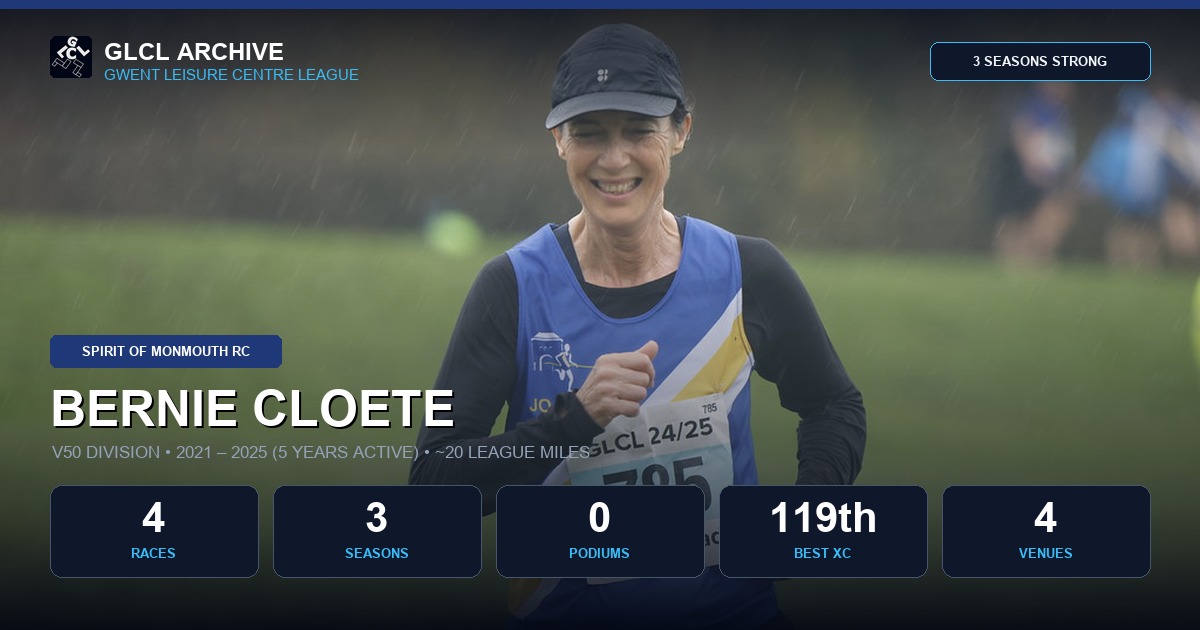 GLCL ARCHIVE
GWENT LEISURE CENTRE LEAGUE
3 SEASONS STRONG
SPIRIT OF MONMOUTH RC
BERNIE CLOETE
V50 DIVISION • 2021 – 2025 (5 YEARS ACTIVE) • ~20 LEAGUE MILES
JO
785
GLCL 24/25
785
4
RACES
3
SEASONS
0
PODIUMS
119th
BEST XC
4
VENUES